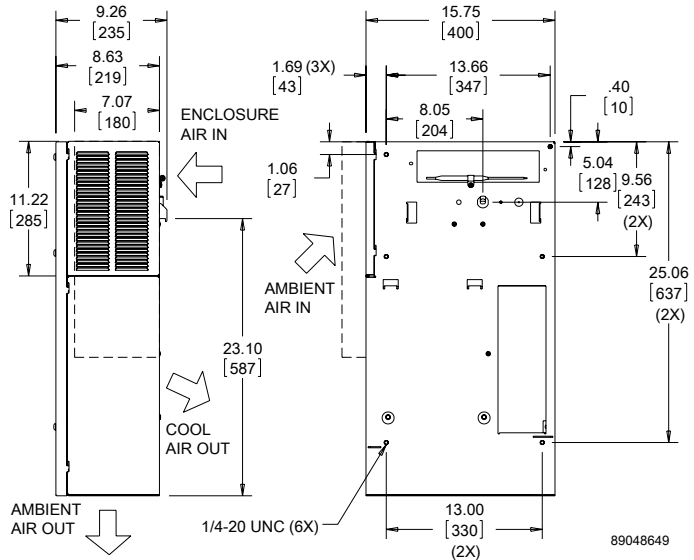 9.26
[235]
8.63
[219]
7.07
[180]
ENCLOSURE
AIR IN
11.22
[285]
23.10
[587]
COOL
AIR OUT
AMBIENT
AIR OUT
15.75
[400]
1.69 (3X)
[43]
13.66
[347]
8.05
[204]
.40
[10]
1.06
[27]
5.04
[128]
9.56
[243]
(2X)
AMBIENT
AIR IN
25.06
[637]
(2X)
1/4-20 UNC (6X)
13.00
[330]
(2X)
89048649